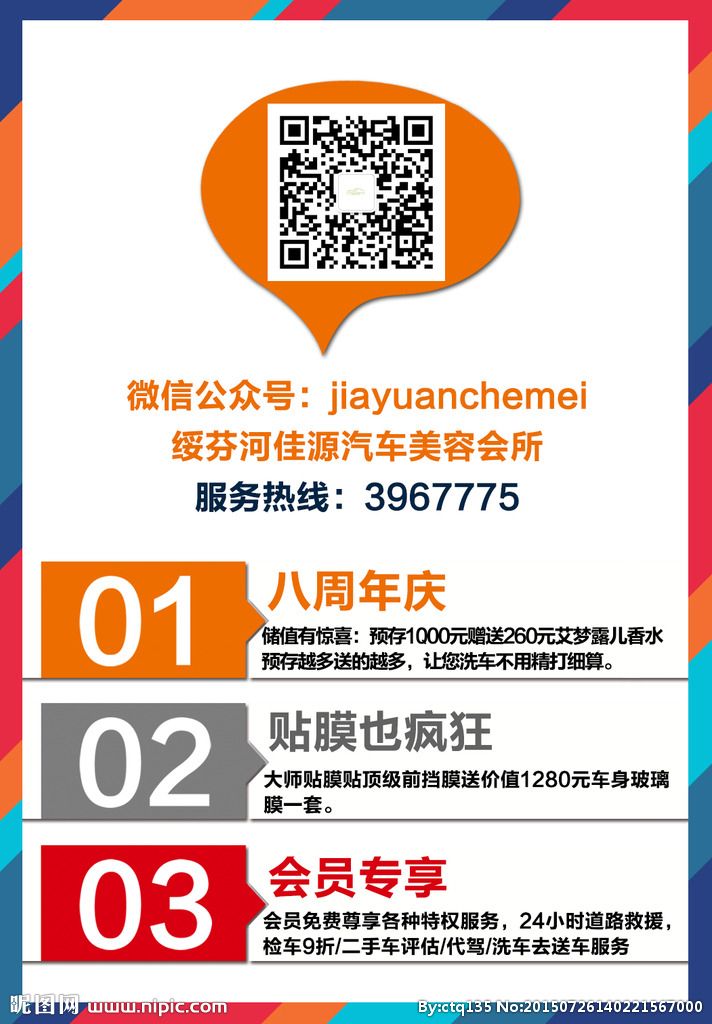 微信公众号：jiayuanchemei
绥芬河佳源汽车美容会所
服务热线：3967775
01
八周年庆
储值有惊喜：预存1000元赠送260元艾梦露儿香水
预存越多送的越多，让您洗车不用精打细算。
02
贴膜也疯狂
大师贴膜贴顶级前挡膜送价值1280元车身玻璃
膜一套。
03
会员专享
会员免费尊享各种特权服务，24小时道路救援，
检车9折/二手车评估/代驾/洗车去送车服务
昵图网 www.nipic.com
By:ctq135 No:20150726140221567000